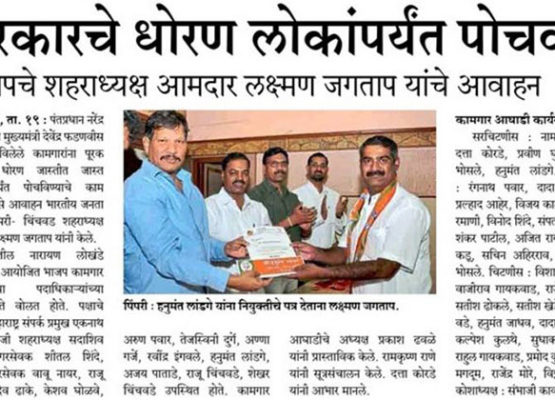 रकारचे धोरण लोकांपर्यंत पोचव
पचे शहराध्यक्ष आमदार लक्ष्मण जगताप यांचे आवाहन
ता. १९ : पंतप्रधान नरेंद्र
मुख्यमंत्री देवेंद्र फडणवीस
वेलेले कामगारांना पूरक
धोरण जास्तीत जास्त
र्यंत पोचविण्याचे काम
से आवाहन भारतीय जनता
परी- चिंचवड शहराध्यक्ष
क्ष्मण जगताप यांनी केले.
तील नारायण लोखंडे
आयोजित भाजप कामगार
पदाधिकाऱ्यांच्या
वोलत होते. पक्षाचे
राष्ट्र संपर्क प्रमुख एकनाथ
जी शहराध्यक्ष सदाशिव
गरसेवक शीतल शिंदे,
रसेवक बाबू नायर, राजू
देव ढाके, केशव घोळवे,
पिंपरी : हनुमंत लांडगे यांना नियुक्तीचे पत्र देताना लक्ष्मण जगताप.
अरुण पवार, तेजस्विनी दुर्गे, अण्णा
गर्जे, रवींद्र इंगवले, हनुमंत लांडगे,
अजय पाताडे, राजू चिंचवडे, शेखर
चिंचवडे उपस्थित होते. कामगार
आघाडीचे अध्यक्ष प्रकाश ढवळे
यांनी प्रास्ताविक केले. रामकृष्ण राणे
यांनी सूत्रसंचालन केले. दत्ता कोरडे
यांनी आभार मानले.
कामगार आघाडी कार्य
सरचिटणीस :
दत्ता कोरडे, प्रवीण
भोसले, हनुमंत लांडगे
: रंगनाथ पवार, दादा
प्रल्हाद आहेर, विजय का
रमाणी, विनोद शिंदे, संपत
शंकर पाटील, अजित रा
कडू, सचिन अहिरराव,
भोसले. चिटणीस : विशा
वाजीराव गायकवाड, रा
सतीश ढोकले, सतीश खो
वडे, हनमंत जाधव, दादा
कल्पेश कुलये, सुधाक
राहुल गायकवाड, प्रमोद
मगदूम, राजेंद्र मोरे, वि
कोशाध्यक्ष : संभाजी काव